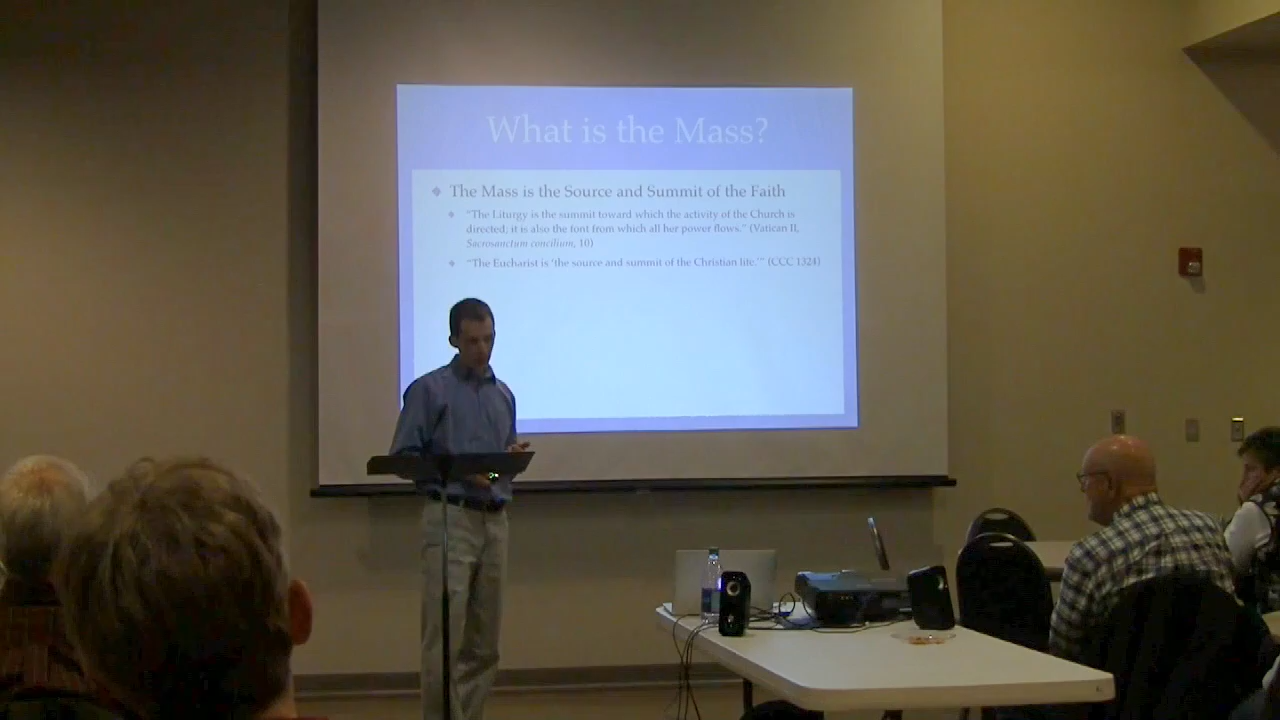 What is the Mass?
The Mass is the Source and Summit of the Faith
"The Liturgy is the summit toward which the activity of the Church is
directed; it is also the font from which all her power flows." (Vatican II,
Sacrosanctum concilium, 10)
"The Eucharist is 'the source and summit of the Christian life.'" (CCC 1324)